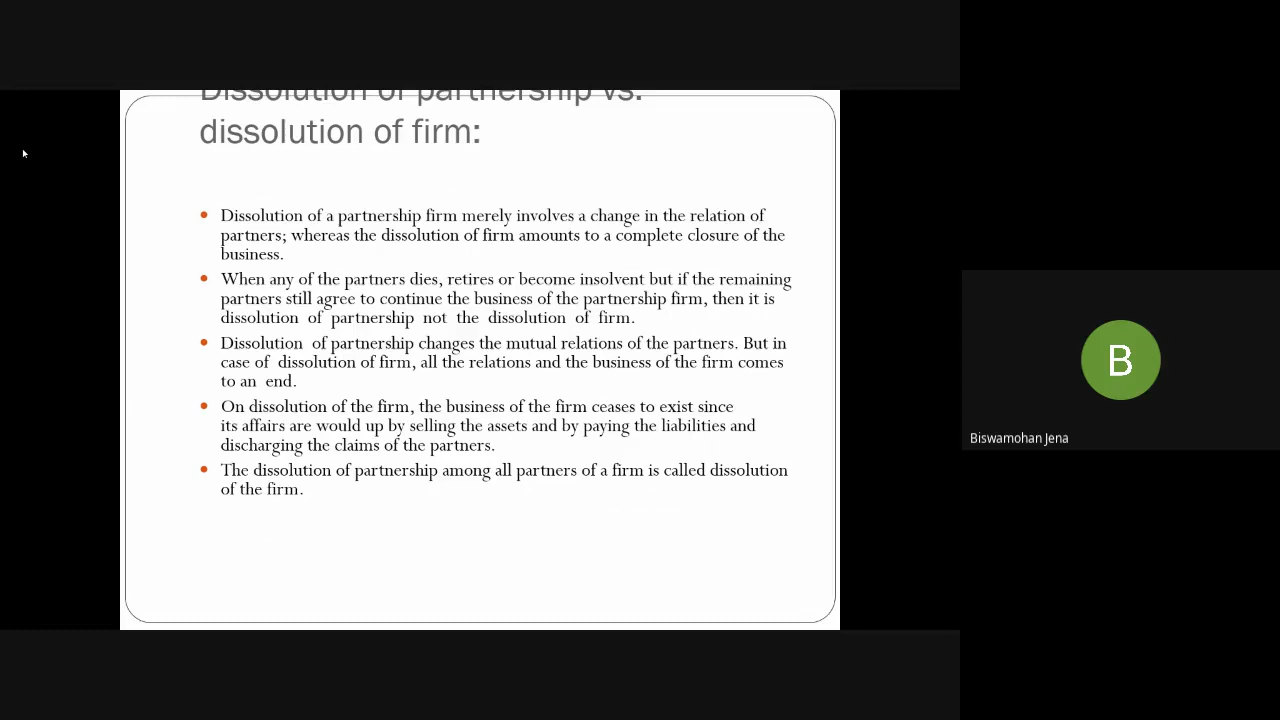 Dissolution of partnership vs.
dissolution of firm:
Dissolution of a partnership firm merely involves a change in the relation of
partners; whereas the dissolution of firm amounts to a complete closure of the
business.
When any of the partners dies, retires or become insolvent but if the remaining
partners still agree to continue the business of the partnership firm, then it is
dissolution of partnership not the dissolution of firm.
Dissolution of partnership changes the mutual relations of the partners. But in
case of dissolution of firm, all the relations and the business of the firm comes
to an end.
On dissolution of the firm, the business of the firm ceases to exist since
its affairs are would up by selling the assets and by paying the liabilities and
discharging the claims of the partners.
The dissolution of partnership among all partners of a firm is called dissolution
of the firm.
B
Biswamohan Jena